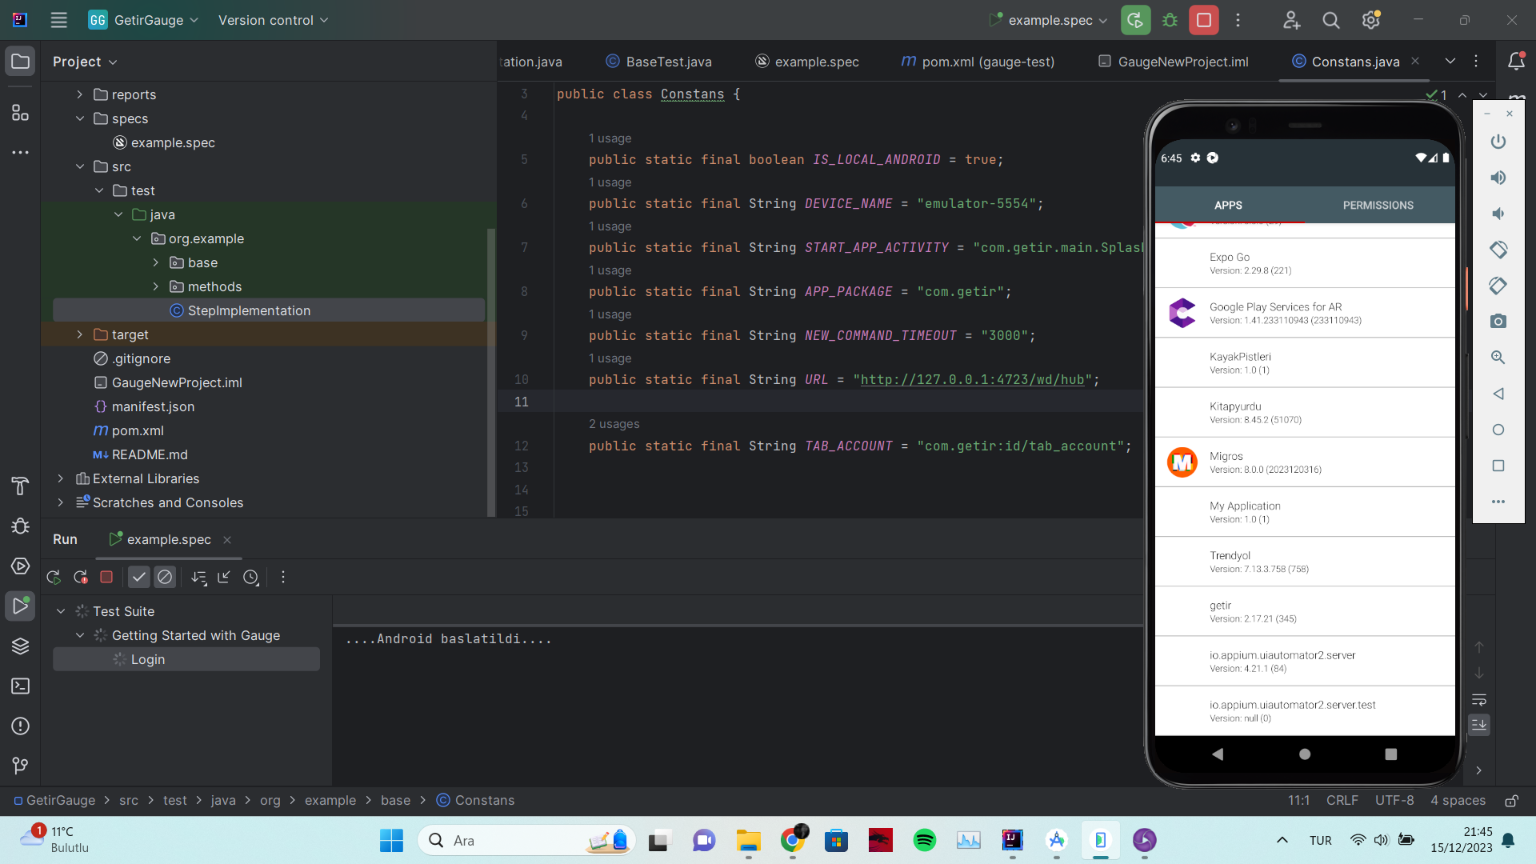 GG GetirGauge Version control example.spec
Project
reports
specs
example.spec
src
test
java
org.example
base
methods
StepImplementation
target
.gitignore
GaugeNewProject.iml
manifest.json
pom.xml
README.md
External Libraries
Scratches and Consoles
tation.java BaseTest.java example.spec pom.xml (gauge-test) GaugeNewProject.iml Constans.java
1
3 public class Constans {
4
1 usage
5 public static final boolean IS_LOCAL_ANDROID = true;
1 usage
6 public static final String DEVICE_NAME = "emulator-5554";
1 usage
7 public static final String START_APP_ACTIVITY = "com.getir.main.Splash
1 usage
8 public static final String APP_PACKAGE = "com.getir";
1 usage
9 public static final String NEW_COMMAND_TIMEOUT = "3000";
1 usage
10 public static final String URL = "http://127.0.0.1:4723/wd/hub";
11
2 usages
12 public static final String TAB_ACCOUNT = "com.getir:id/tab_account";
13
14
15
6:45
APPS PERMISSIONS
Expo Go
Version: 2.29.8 (221)
Google Play Services for AR
Version: 1.41.233110943 (233110943)
KayakPistleri
Version: 1.0 (1)
Kitapyurdu
Version: 8.45.2 (51070)
Migros
Version: 8.0.0 (2023120316)
My Application
Version: 1.0 (1)
Trendyol
Version: 7.13.3.758 (758)
getir
Version: 2.17.21 (345)
io.appium.uiautomator2.server
Version: 4.21.1 (84)
io.appium.uiautomator2.server.test
Version: null (0)
Run example.spec
Test Suite
Getting Started with Gauge
Login
....Android baslatildi....
GetirGauge > src > test > java > org > example > base > Constans
11:1 CRLF UTF-8 4 spaces
1
11°C
Bulutlu
Ara
TUR
21:45
15/12/2023